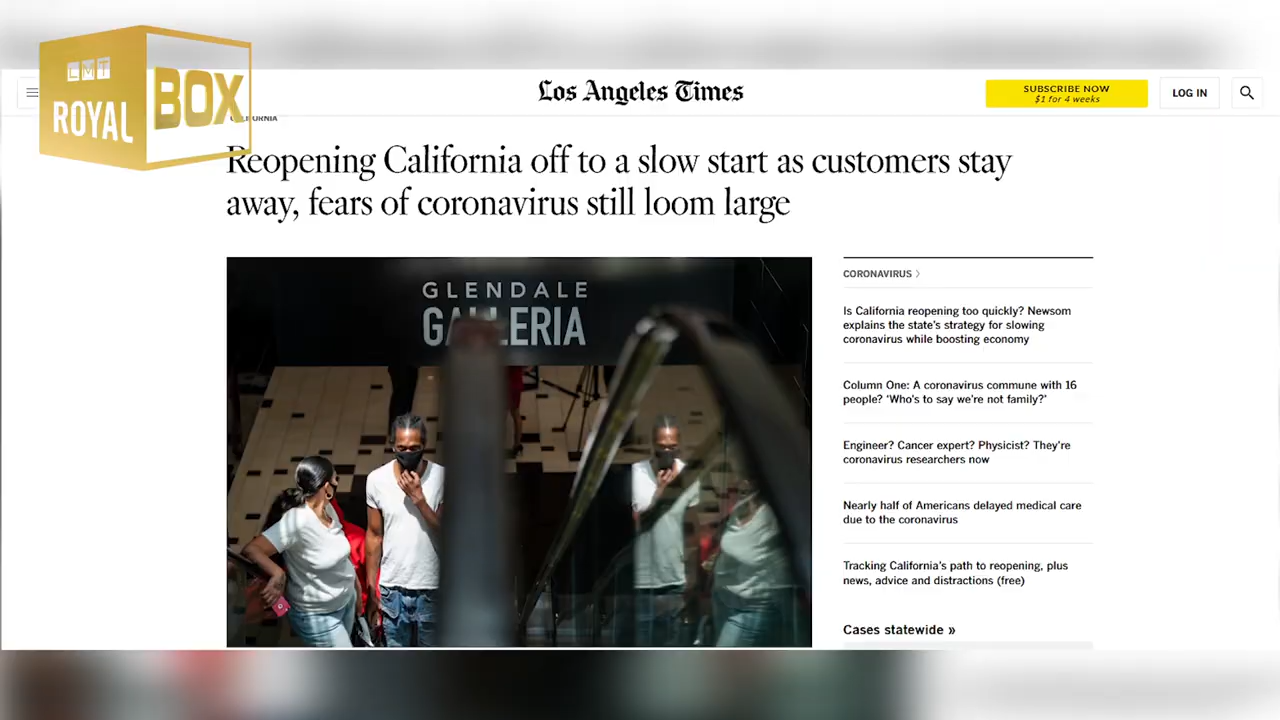 LMT
ROYAL
BOX
Los Angeles Times
SUBSCRIBE NOW
$1 for 4 weeks
LOG IN
CALIFORNIA
Reopening California off to a slow start as customers stay
away, fears of coronavirus still loom large
GLENDALE
GALLERIA
CORONAVIRUS >
Is California reopening too quickly? Newsom
explains the state's strategy for slowing
coronavirus while boosting economy
Column One: A coronavirus commune with 16
people? 'Who's to say we're not family?'
Engineer? Cancer expert? Physicist? They're
coronavirus researchers now
Nearly half of Americans delayed medical care
due to the coronavirus
Tracking California's path to reopening, plus
news, advice and distractions (free)
Cases statewide »